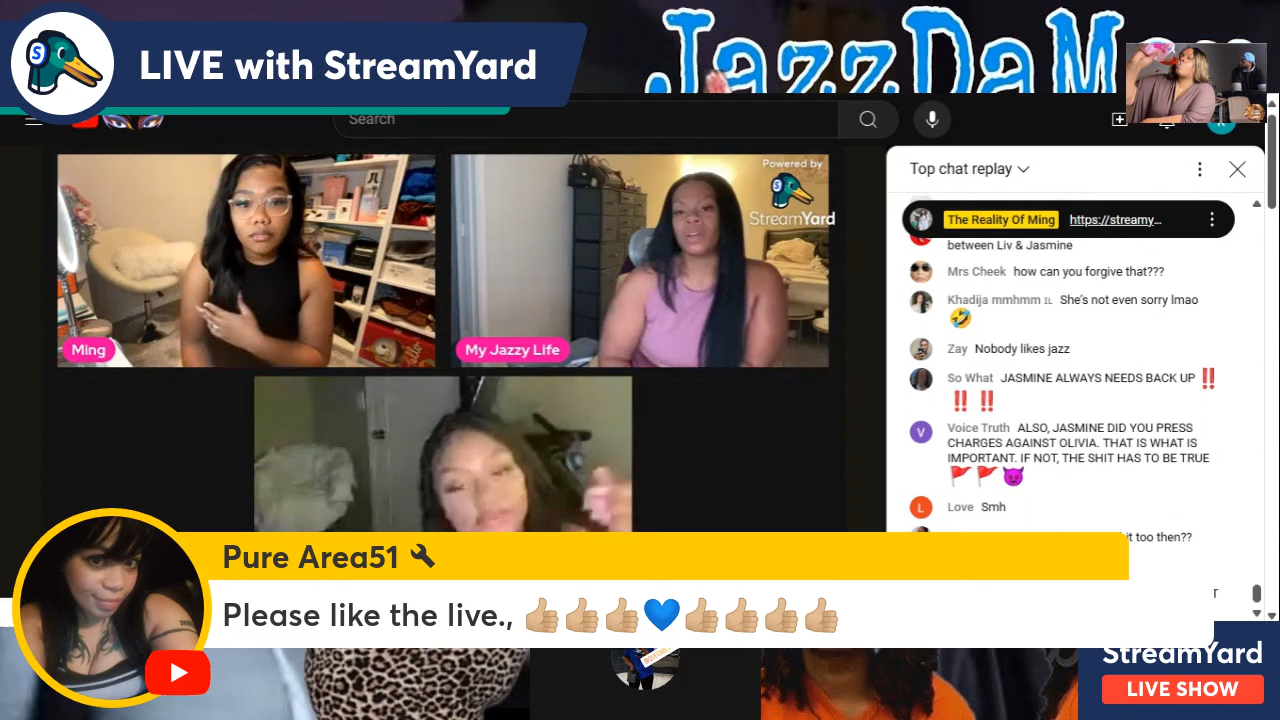 S
LIVE with StreamYard
JazzDaM
Search
Powered by
S
StreamYard
Ming
My Jazzy Life
Top chat replay
The Reality Of Ming https://streamy...
between Liv & Jasmine
Mrs Cheek how can you forgive that???
Khadija mmhmm IL She's not even sorry lmao
🤣
Zay Nobody likes jazz
So What JASMINE ALWAYS NEEDS BACK UP ‼️
‼️ ‼️
V
Voice Truth ALSO, JASMINE DID YOU PRESS
CHARGES AGAINST OLIVIA. THAT IS WHAT IS
IMPORTANT. IF NOT, THE SHIT HAS TO BE TRUE
🚩🚩😈
L
Love Smh
it too then??
T
Pure Area51
Please like the live., 👍🏼👍🏼👍🏼💙👍🏼👍🏼👍🏼👍🏼
StreamYard
LIVE SHOW